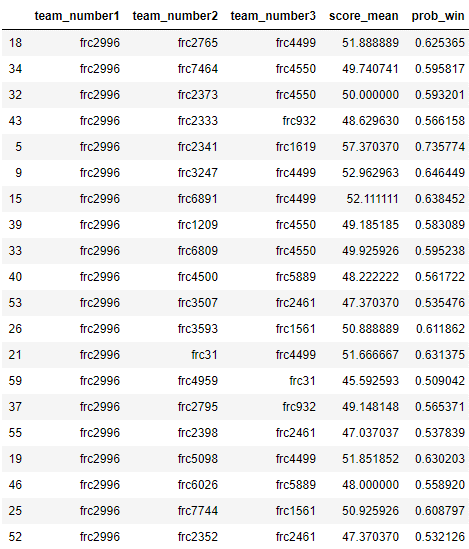 team_number1 team_number2 team_number3 score_mean prob_win
18 frc2996 frc2765 frc4499 51.888889 0.625365
34 frc2996 frc7464 frc4550 49.740741 0.595817
32 frc2996 frc2373 frc4550 50.000000 0.593201
43 frc2996 frc2333 frc932 48.629630 0.566158
5 frc2996 frc2341 frc1619 57.370370 0.735774
9 frc2996 frc3247 frc4499 52.962963 0.646449
15 frc2996 frc6891 frc4499 52.111111 0.638452
39 frc2996 frc1209 frc4550 49.185185 0.583089
33 frc2996 frc6809 frc4550 49.925926 0.595238
40 frc2996 frc4500 frc5889 48.222222 0.561722
53 frc2996 frc3507 frc2461 47.370370 0.535476
26 frc2996 frc3593 frc1561 50.888889 0.611862
21 frc2996 frc31 frc4499 51.666667 0.631375
59 frc2996 frc4959 frc31 45.592593 0.509042
37 frc2996 frc2795 frc932 49.148148 0.565371
55 frc2996 frc2398 frc2461 47.037037 0.537839
19 frc2996 frc5098 frc4499 51.851852 0.630203
46 frc2996 frc6026 frc5889 48.000000 0.558920
25 frc2996 frc7744 frc1561 50.925926 0.608797
52 frc2996 frc2352 frc2461 47.370370 0.532126